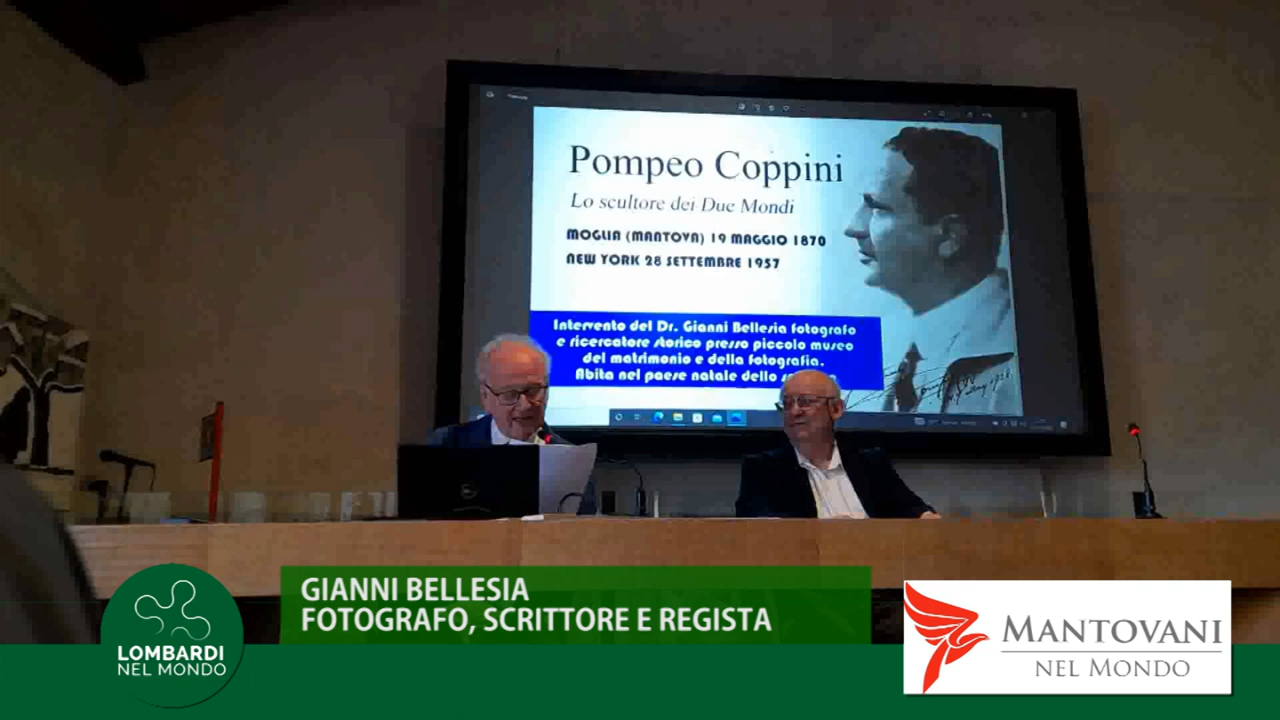 Pompeo Coppini
Lo scultore dei Due Mondi
MOGLIA (MANTOVA) 19 MAGGIO 1870
NEW YORK 28 SETTEMBRE 1957
Intervento del Dr. Gianni Bellesia fotografo
e ricercatore storico presso piccolo museo
del matrimonio e della fotografia.
Abita nel paese natale dello
GIANNI BELLESIA
FOTOGRAFO, SCRITTORE E REGISTA
LOMBARDI
NEL MONDO
MANTOVANI
NEL MONDO